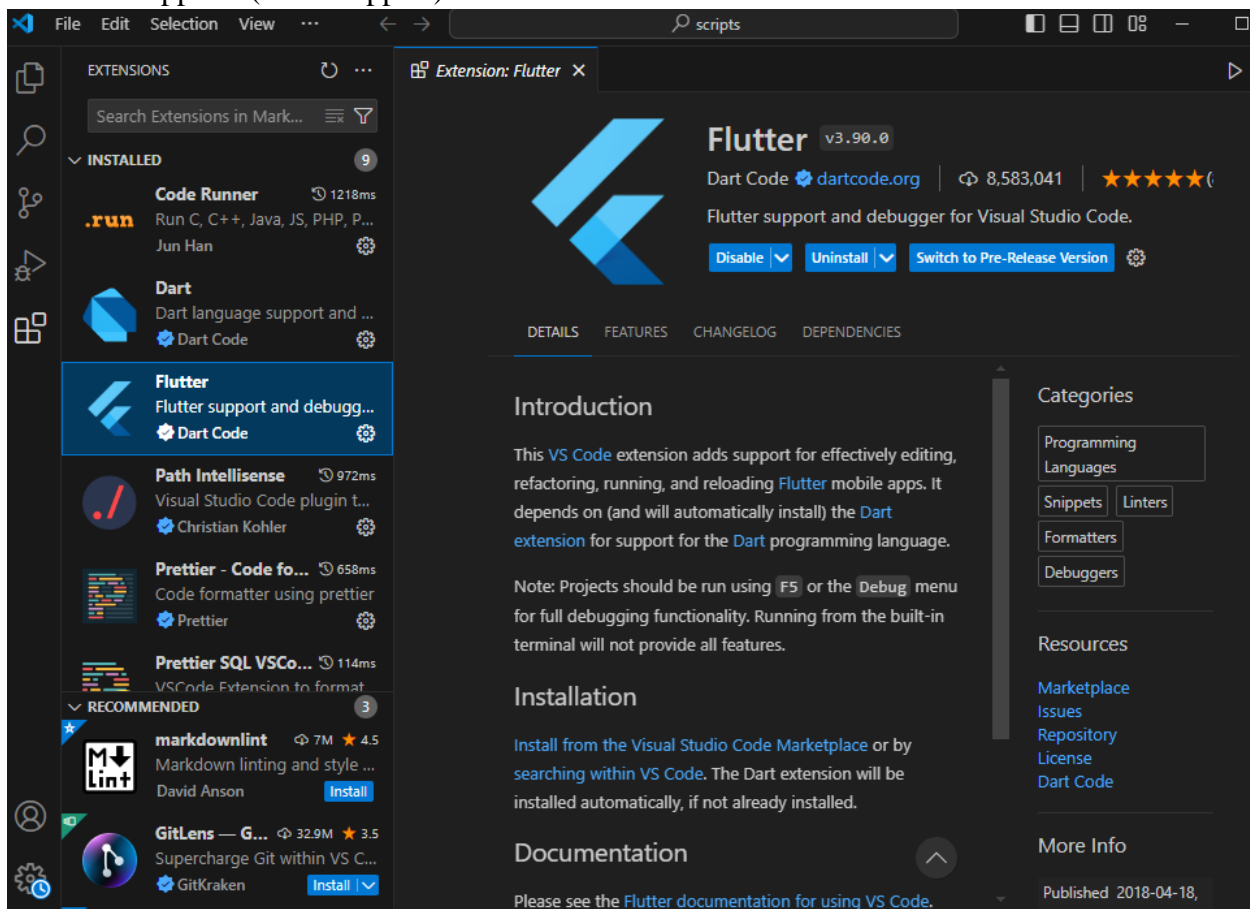 File Edit Selection View ... scripts
EXTENSIONS
Search Extensions in Mark...
INSTALLED 9
Code Runner 1218ms
.run
Run C, C++, Java, JS, PHP, P...
Jun Han
Dart
Dart language support and ...
Dart Code
Flutter
Flutter support and debugg...
Dart Code
Path Intellisense 972ms
Visual Studio Code plugin t...
Christian Kohler
Prettier - Code fo... 658ms
Code formatter using prettier
Prettier
Prettier SQL VSCo... 114ms
VSCode Extension to format
RECOMMENDED 3
markdownlint 7M 4.5
M
Lint
Markdown linting and style ...
David Anson Install
GitLens — G... 32.9M 3.5
Supercharge Git within VS C...
GitKraken Install
Extension: Flutter
Flutter v3.90.0
Dart Code dartcode.org 8,583,041
Flutter support and debugger for Visual Studio Code.
Disable Uninstall Switch to Pre-Release Version
DETAILS FEATURES CHANGELOG DEPENDENCIES
Introduction
This VS Code extension adds support for effectively editing,
refactoring, running, and reloading Flutter mobile apps. It
depends on (and will automatically install) the Dart
extension for support for the Dart programming language.
Note: Projects should be run using F5 or the Debug menu
for full debugging functionality. Running from the built-in
terminal will not provide all features.
Installation
Install from the Visual Studio Code Marketplace or by
searching within VS Code. The Dart extension will be
installed automatically, if not already installed.
Documentation
Please see the Flutter documentation for using VS Code.
Categories
Programming
Languages
Snippets Linters
Formatters
Debuggers
Resources
Marketplace
Issues
Repository
License
Dart Code
More Info
Published 2018-04-18,